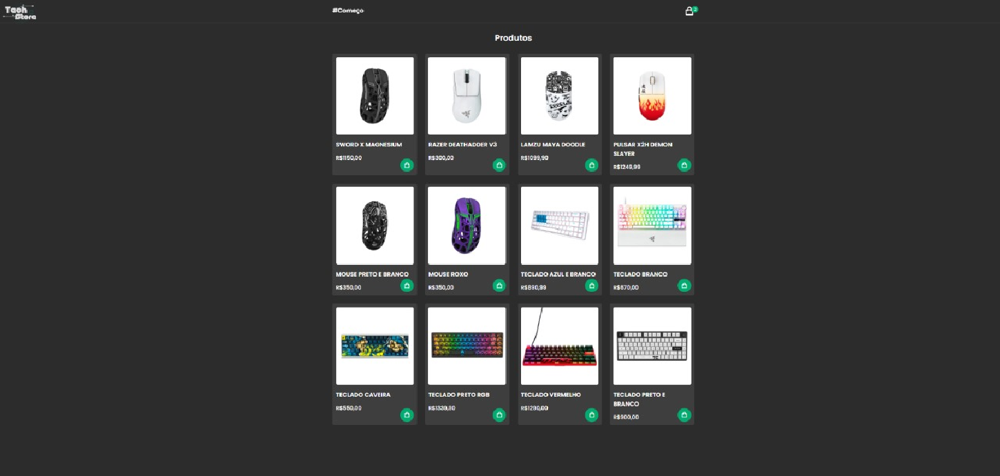 Tech
Store
#Começo
2
Produtos
SWORD X MAGNESIUM
R$1150,00
RAZER DEATHADDER V3
R$300,00
LAMZU MAYA DOODLE
R$1099,90
PULSAR X2H DEMON
SLAYER
R$1249,99
MOUSE PRETO E BRANCO
R$350,00
MOUSE ROXO
R$350,00
TECLADO AZUL E BRANCO
R$890,99
TECLADO BRANCO
R$670,00
TECLADO CAVEIRA
R$550,00
TECLADO PRETO RGB
R$1339,90
TECLADO VERMELHO
R$1290,00
TECLADO PRETO E
BRANCO
R$900,00